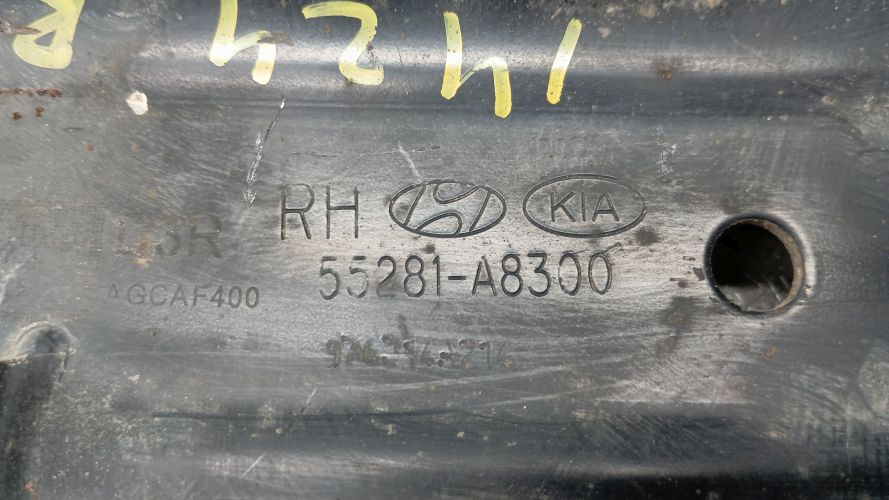 1424 R
RH KIA
55281-A8300
AGCAF400